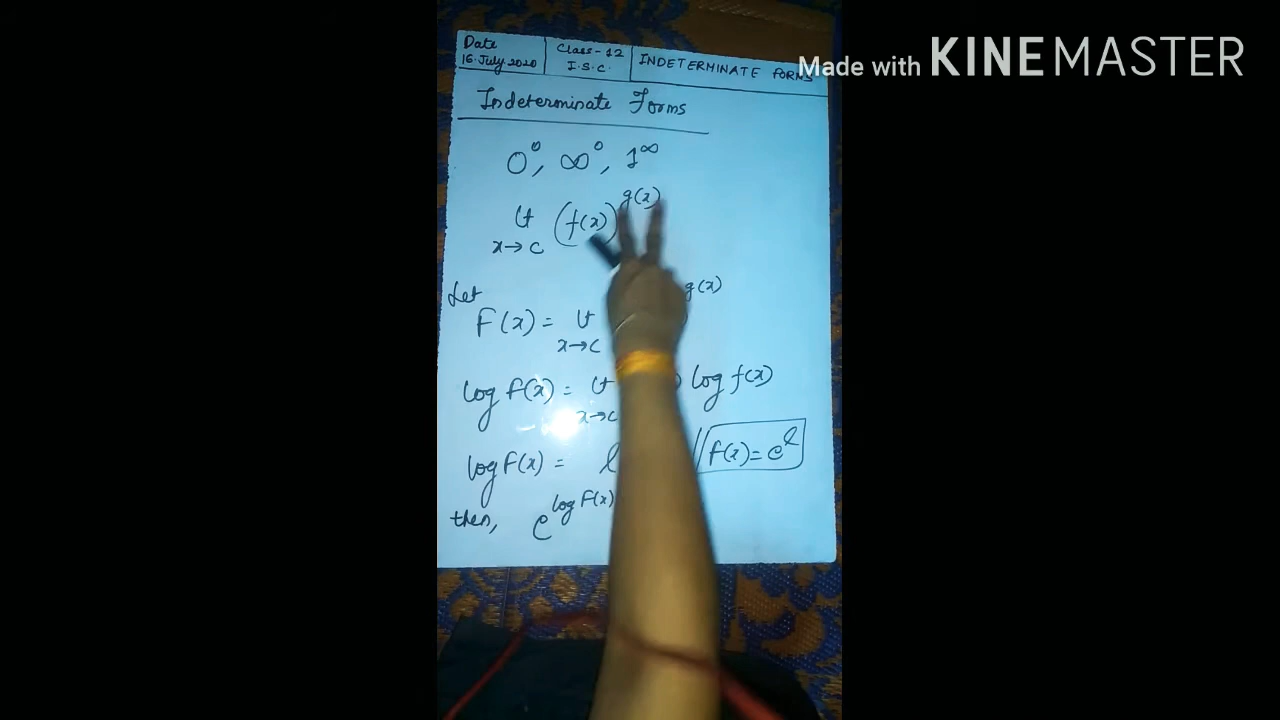 Made with KINEMASTER
Date
16.July.2020
Class-12
I.S.C.
INDETERMINATE FORMS
Indeterminate Forms
0⁰, ∞⁰, 1^∞
lt (f(x))^g(x)
x→c
Let
F(x) = lt g(x)
x→c
log F(x) = lt ) log f(x)
x→c
log F(x) = l // F(x) = e^l
then, e^log F(x)